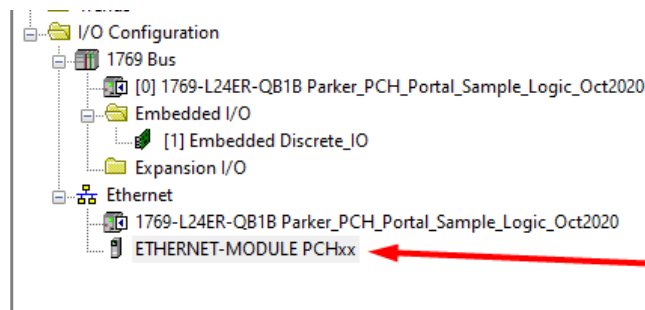 I/O Configuration
1769 Bus
[0] 1769-L24ER-QB1B Parker_PCH_Portal_Sample_Logic_Oct2020
Embedded I/O
[1] Embedded Discrete_IO
Expansion I/O
Ethernet
1769-L24ER-QB1B Parker_PCH_Portal_Sample_Logic_Oct2020
ETHERNET-MODULE PCHxx